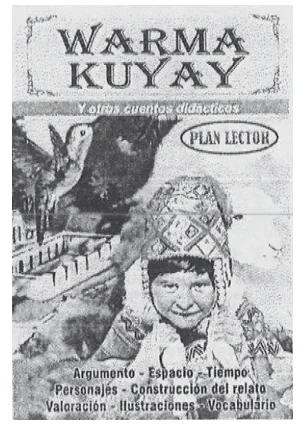 WARMA
KUYAY
Y otros cuentos didácticos
PLAN LECTOR
Argumento - Espacio - Tiempo
Personajes - Construcción del relato
Valoración - Ilustraciones - Vocabulario